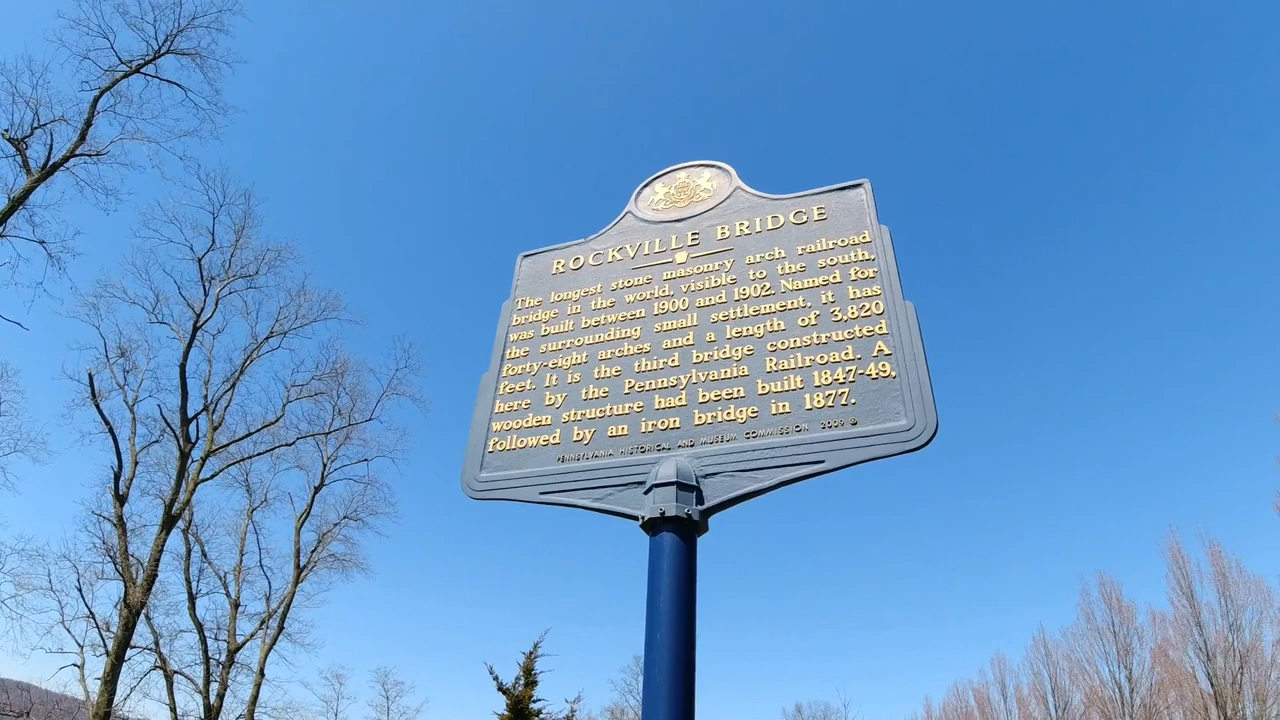 ROCKVILLE BRIDGE
The longest stone masonry arch railroad
bridge in the world, visible to the south,
was built between 1900 and 1902. Named for
the surrounding small settlement, it has
forty-eight arches and a length of 3,820
feet. It is the third bridge constructed
here by the Pennsylvania Railroad. A
wooden structure had been built 1847-49,
followed by an iron bridge in 1877.
PENNSYLVANIA HISTORICAL AND MUSEUM COMMISSION 2009 ©